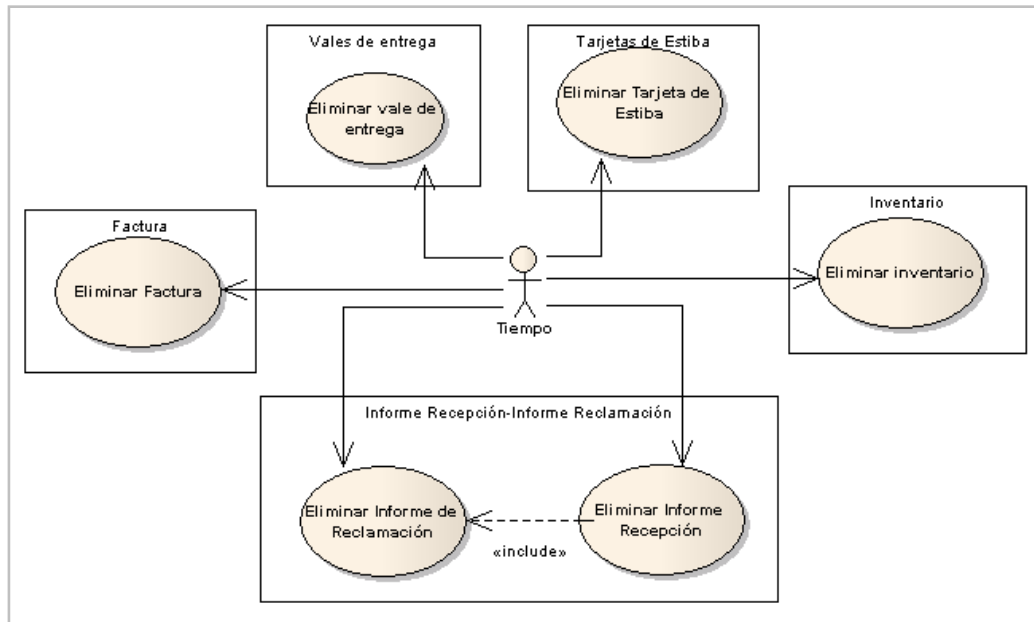 Vales de entrega
Eliminar vale de
entrega
Tarjetas de Estiba
Eliminar Tarjeta de
Estiba
Factura
Eliminar Factura
Tiempo
Inventario
Eliminar inventario
Informe Recepción-Informe Reclamación
Eliminar Informe de
Reclamación
«include»
Eliminar Informe
Recepción